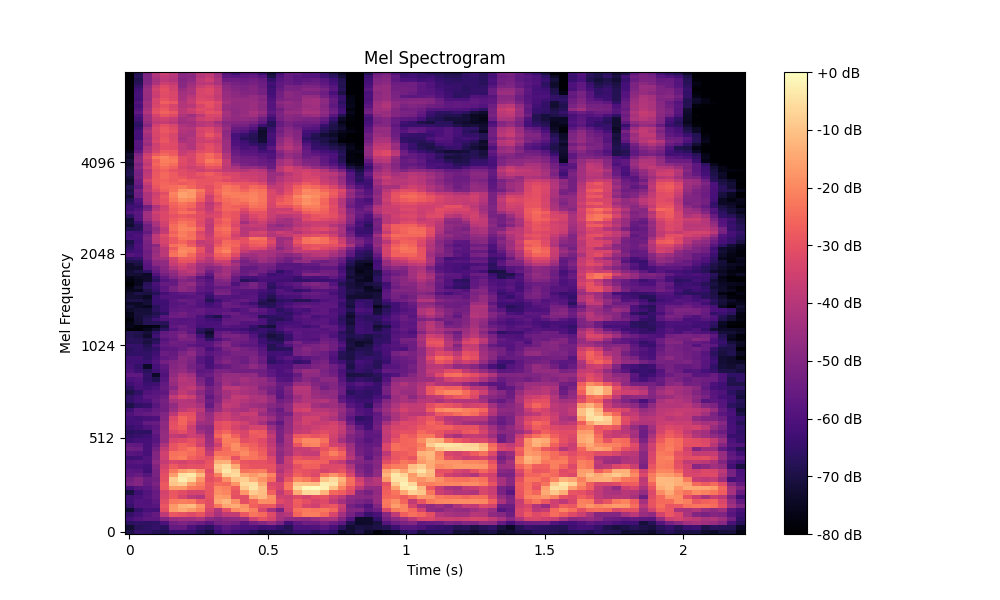 Mel Spectrogram
Mel Frequency
4096
2048
1024
512
0
0
0.5
1
1.5
2
Time (s)
+0 dB
-10 dB
-20 dB
-30 dB
-40 dB
-50 dB
-60 dB
-70 dB
-80 dB